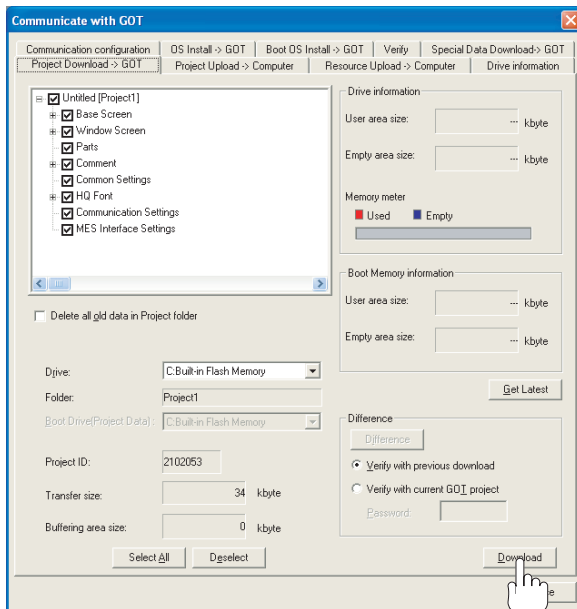 Communicate with GOT
Communication configuration OS Install -> GOT Boot OS Install -> GOT Verify Special Data Download-> GOT
Project Download -> GOT Project Upload -> Computer Resource Upload -> Computer Drive information
Untitled [Project1]
Base Screen
Window Screen
Parts
Comment
Common Settings
HQ Font
Communication Settings
MES Interface Settings
Delete all old data in Project folder
Drive: C:Built-in Flash Memory
Folder: Project1
Boot Drive(Project Data) : C:Built-in Flash Memory
Project ID: 2102053
Transfer size: 34 kbyte
Buffering area size: 0 kbyte
Select All Deselect
Drive information
User area size: --- kbyte
Empty area size: --- kbyte
Memory meter
Used Empty
Boot Memory information
User area size: --- kbyte
Empty area size: --- kbyte
Get Latest
Difference
Difference
Verify with previous download
Verify with current GOT project
Password:
Download